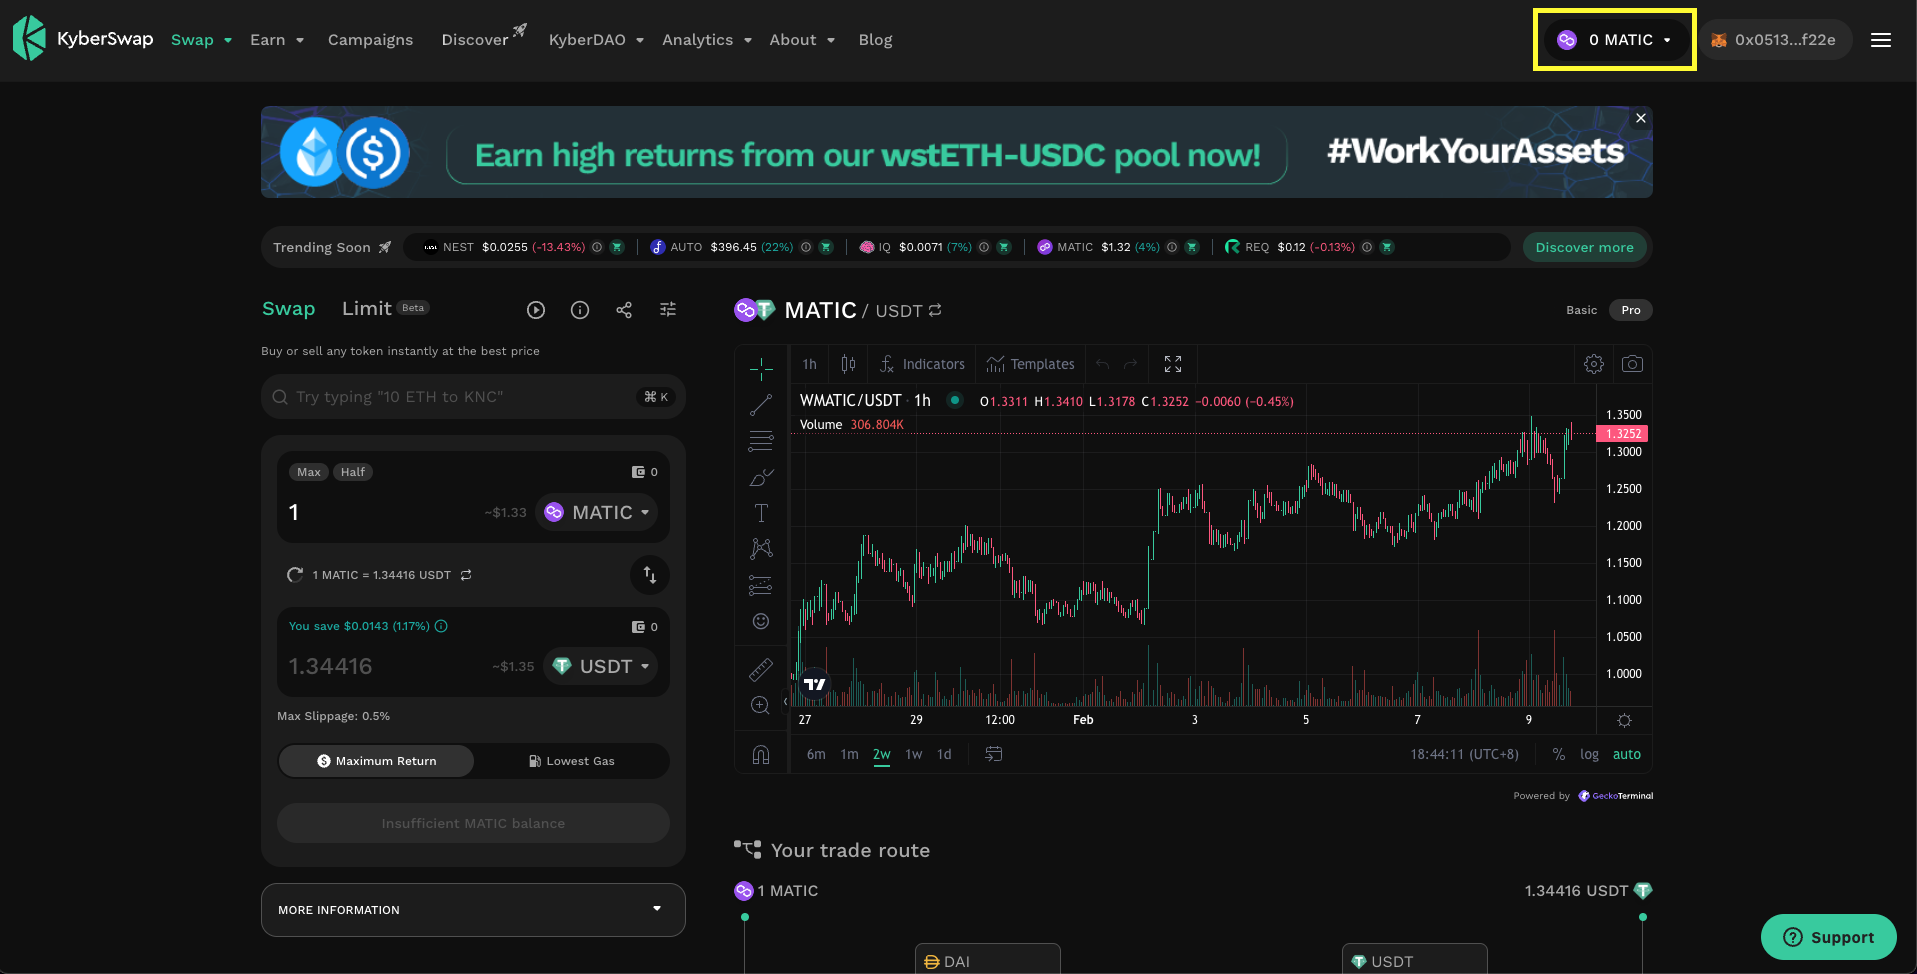 KyberSwap Swap Earn Campaigns Discover KyberDAO Analytics About Blog 0 MATIC 0x0513...f22e
Earn high returns from our wstETH-USDC pool now! #WorkYourAssets
Trending Soon NEST $0.0255 (-13.43%) AUTO $396.45 (22%) IQ $0.0071 (7%) MATIC $1.32 (4%) REQ $0.12 (-0.13%) Discover more
Swap Limit Beta
Buy or sell any token instantly at the best price
Try typing "10 ETH to KNC" ⌘ K
Max Half 0
1 ~$1.33 MATIC
1 MATIC = 1.34416 USDT
You save $0.0143 (1.17%) 0
1.34416 ~$1.35 USDT
Max Slippage: 0.5%
Maximum Return Lowest Gas
Insufficient MATIC balance
MORE INFORMATION
MATIC / USDT Basic Pro
1h Indicators Templates
WMATIC/USDT · 1h O1.3311 H1.3410 L1.3178 C1.3252 −0.0060 (−0.45%)
Volume 306.804K
1.3500
1.3252
1.3000
1.2500
1.2000
1.1500
1.1000
1.0500
1.0000
27 29 12:00 Feb 3 5 7 9
6m 1m 2w 1w 1d 18:44:11 (UTC+8) % log auto
Powered by GeckoTerminal
Your trade route
1 MATIC 1.34416 USDT
DAI USDT
Support